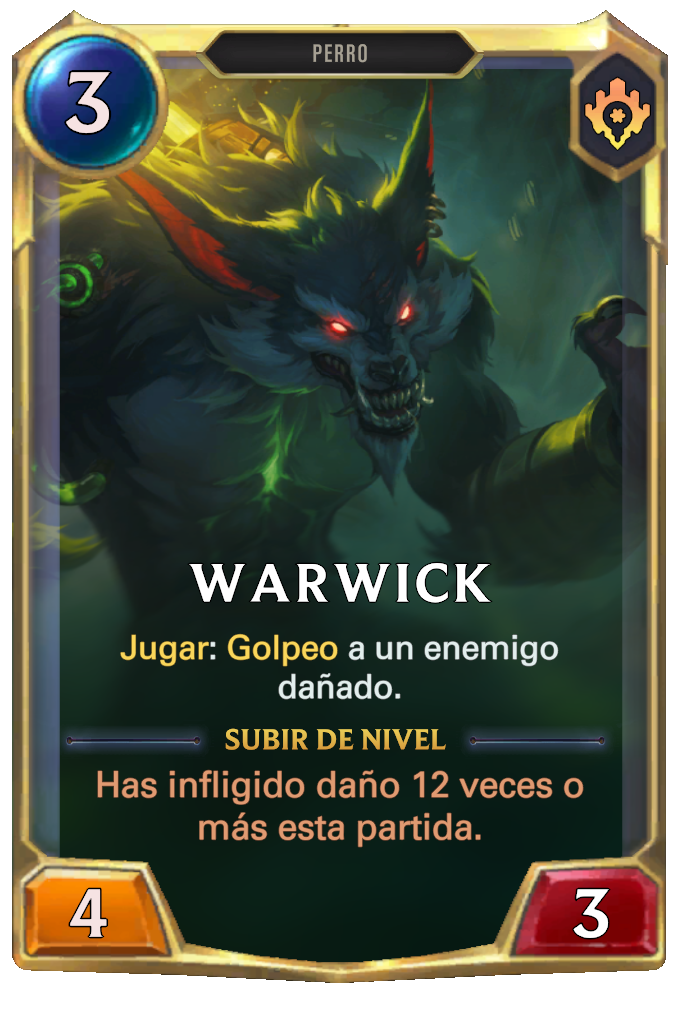 PERRO
3
WARWICK
Jugar: Golpeo a un enemigo
dañado.
SUBIR DE NIVEL
Has infligido daño 12 veces o
más esta partida.
4
3